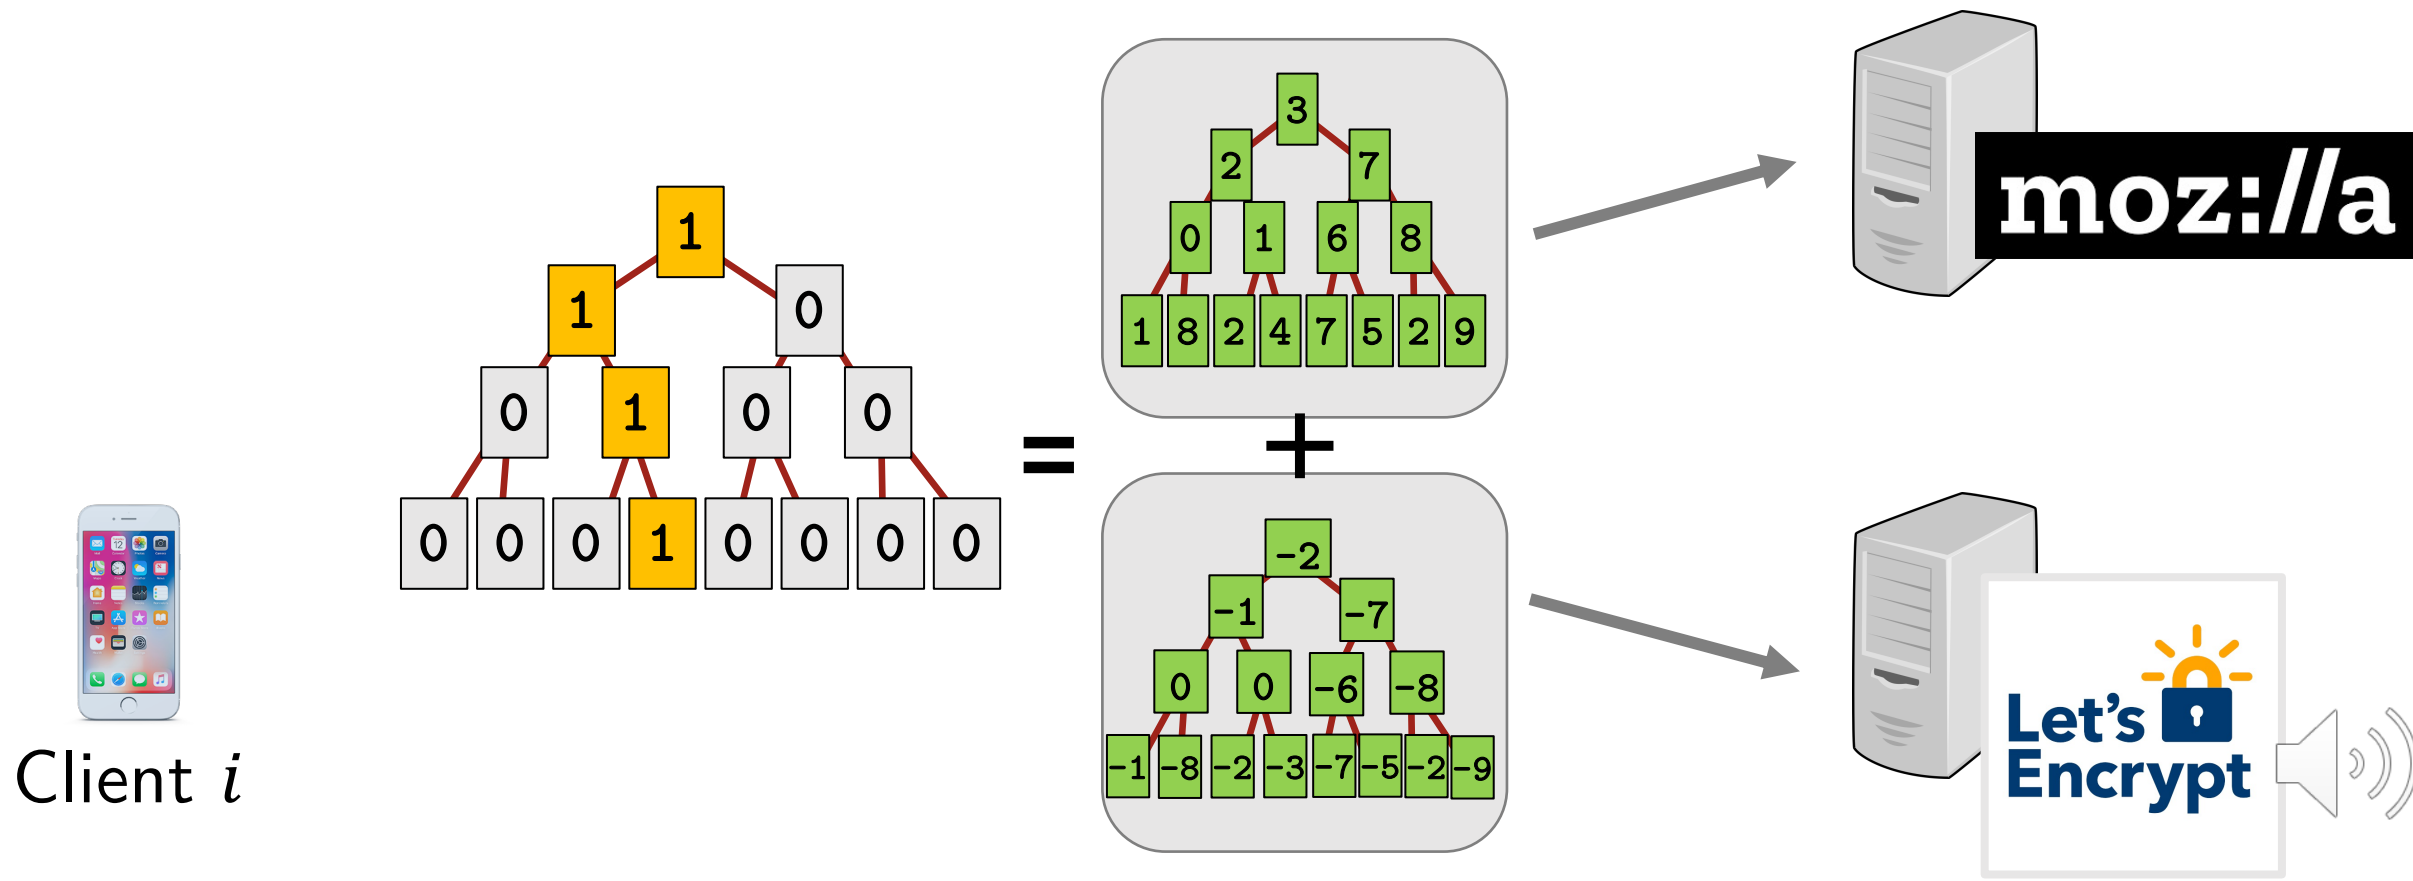 1
1 0
0 1 0 0
0 0 0 1 0 0 0 0
=
3
2 7
0 1 6 8
1 8 2 4 7 5 2 9
+
-2
-1 -7
0 0 -6 -8
-1 -8 -2 -3 -7 -5 -2 -9
moz://a
Let's
Encrypt
Client i